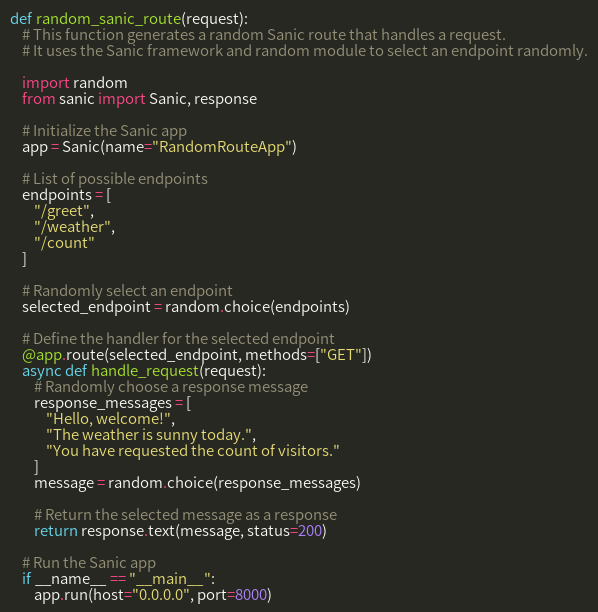 def random_sanic_route(request):
    # This function generates a random Sanic route that handles a request.
    # It uses the Sanic framework and random module to select an endpoint randomly.

    import random
    from sanic import Sanic, response

    # Initialize the Sanic app
    app = Sanic(name="RandomRouteApp")

    # List of possible endpoints
    endpoints = [
        "/greet",
        "/weather",
        "/count"
    ]

    # Randomly select an endpoint
    selected_endpoint = random.choice(endpoints)

    # Define the handler for the selected endpoint
    @app.route(selected_endpoint, methods=["GET"])
    async def handle_request(request):
        # Randomly choose a response message
        response_messages = [
            "Hello, welcome!",
            "The weather is sunny today.",
            "You have requested the count of visitors."
        ]
        message = random.choice(response_messages)

        # Return the selected message as a response
        return response.text(message, status=200)

    # Run the Sanic app
    if __name__ == "__main__":
        app.run(host="0.0.0.0", port=8000)